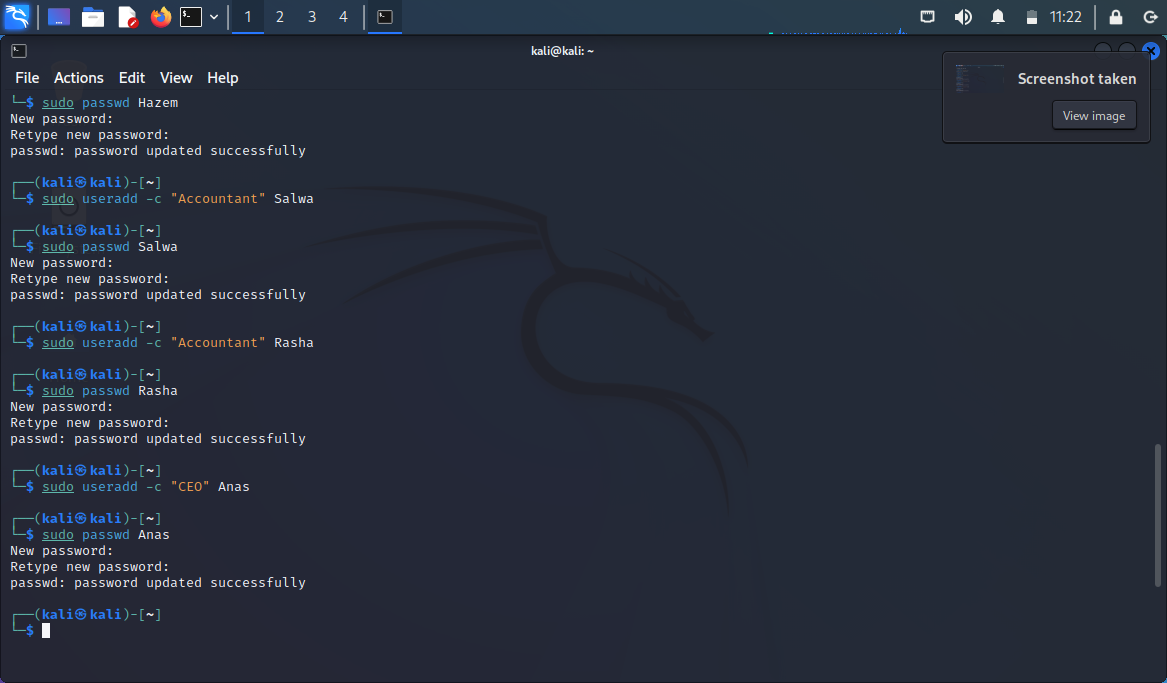 1 2 3 4 11:22
kali@kali: ~
File Actions Edit View Help
Screenshot taken
View image
└─$ sudo passwd Hazem
New password:
Retype new password:
passwd: password updated successfully
┌──(kali㉿kali)-[~]
└─$ sudo useradd -c "Accountant" Salwa
┌──(kali㉿kali)-[~]
└─$ sudo passwd Salwa
New password:
Retype new password:
passwd: password updated successfully
┌──(kali㉿kali)-[~]
└─$ sudo useradd -c "Accountant" Rasha
┌──(kali㉿kali)-[~]
└─$ sudo passwd Rasha
New password:
Retype new password:
passwd: password updated successfully
┌──(kali㉿kali)-[~]
└─$ sudo useradd -c "CEO" Anas
┌──(kali㉿kali)-[~]
└─$ sudo passwd Anas
New password:
Retype new password:
passwd: password updated successfully
┌──(kali㉿kali)-[~]
└─$